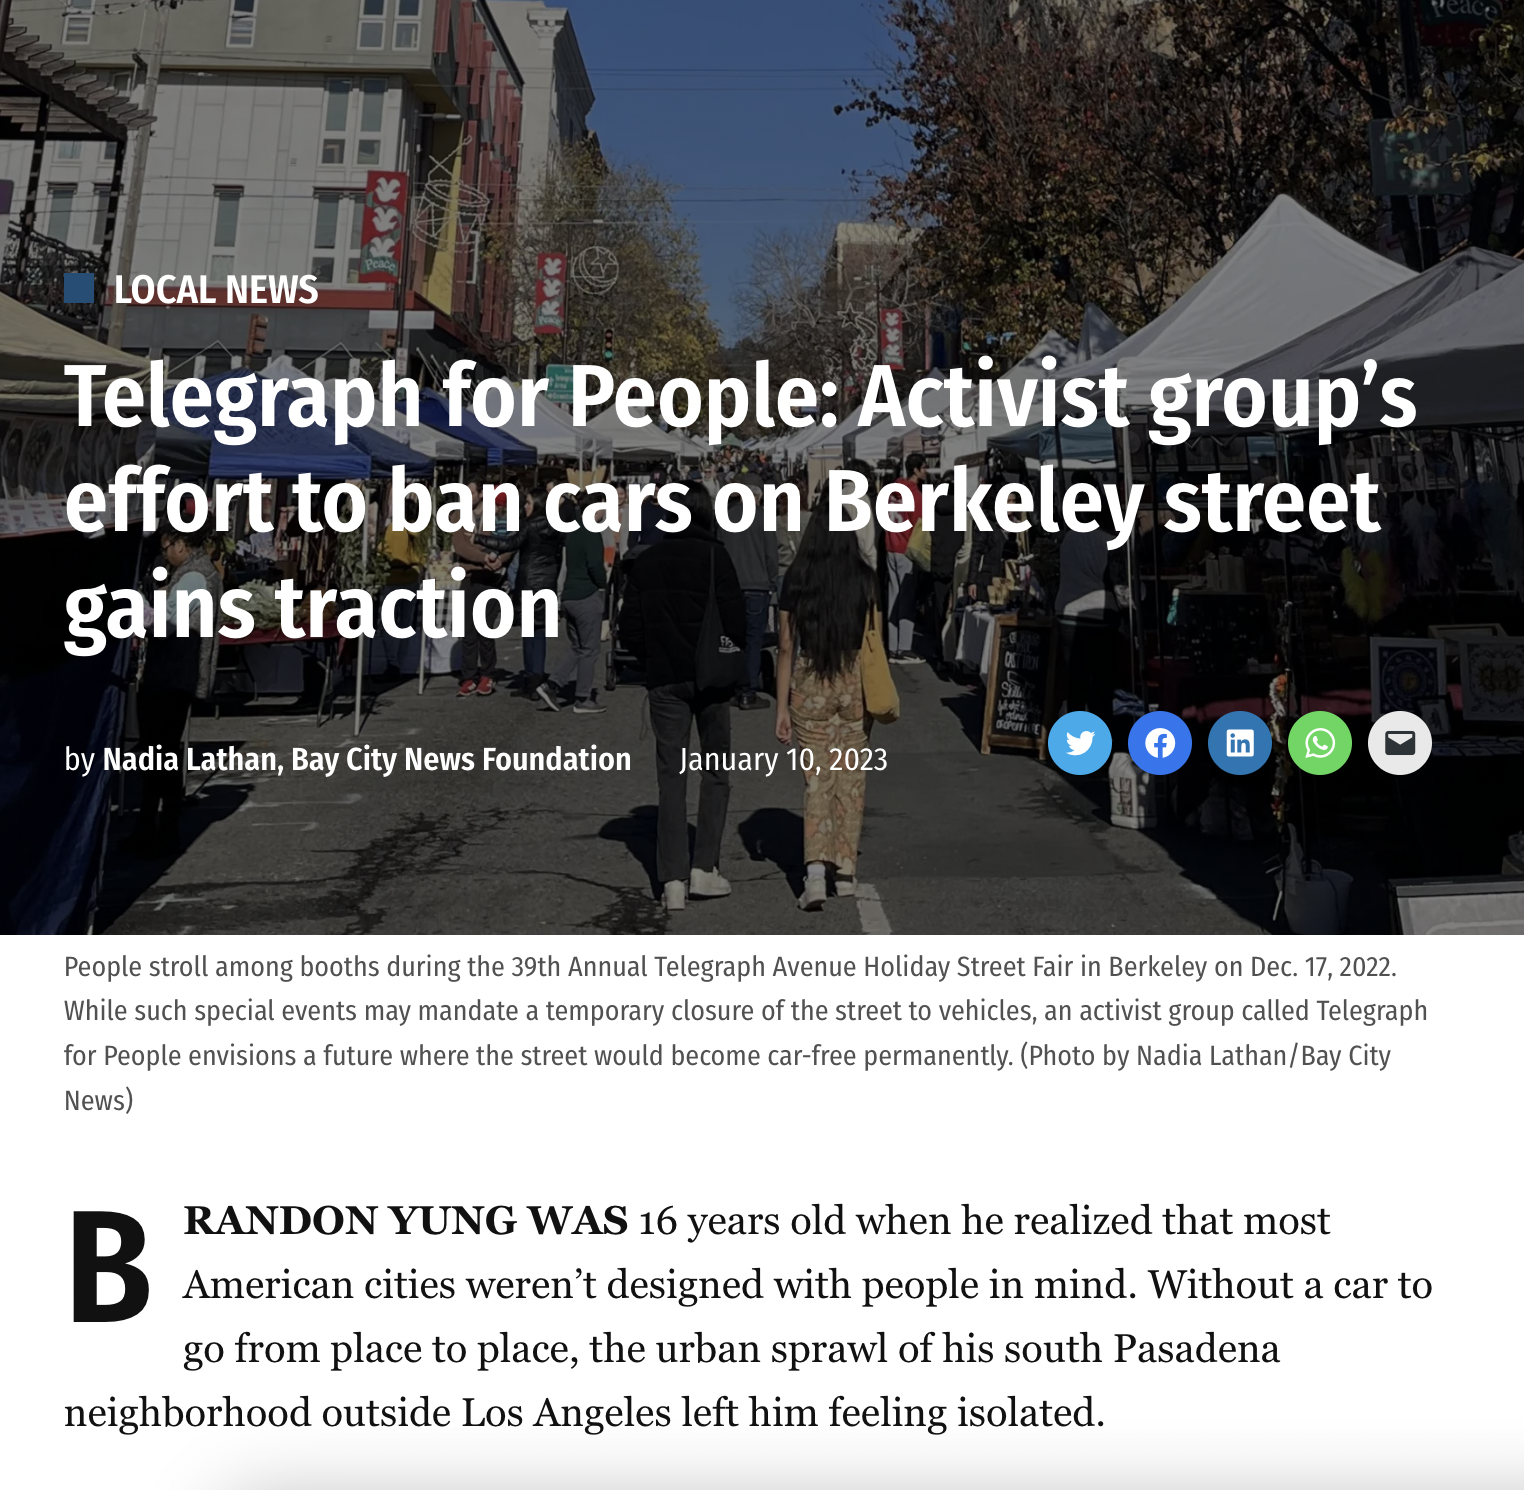 Peace
Peace
LOCAL NEWS
Telegraph for People: Activist group’s
effort to ban cars on Berkeley street
gains traction
by Nadia Lathan, Bay City News Foundation January 10, 2023
People stroll among booths during the 39th Annual Telegraph Avenue Holiday Street Fair in Berkeley on Dec. 17, 2022.
While such special events may mandate a temporary closure of the street to vehicles, an activist group called Telegraph
for People envisions a future where the street would become car-free permanently. (Photo by Nadia Lathan/Bay City
News)
BRANDON YUNG WAS 16 years old when he realized that most
American cities weren’t designed with people in mind. Without a car to
go from place to place, the urban sprawl of his south Pasadena
neighborhood outside Los Angeles left him feeling isolated.